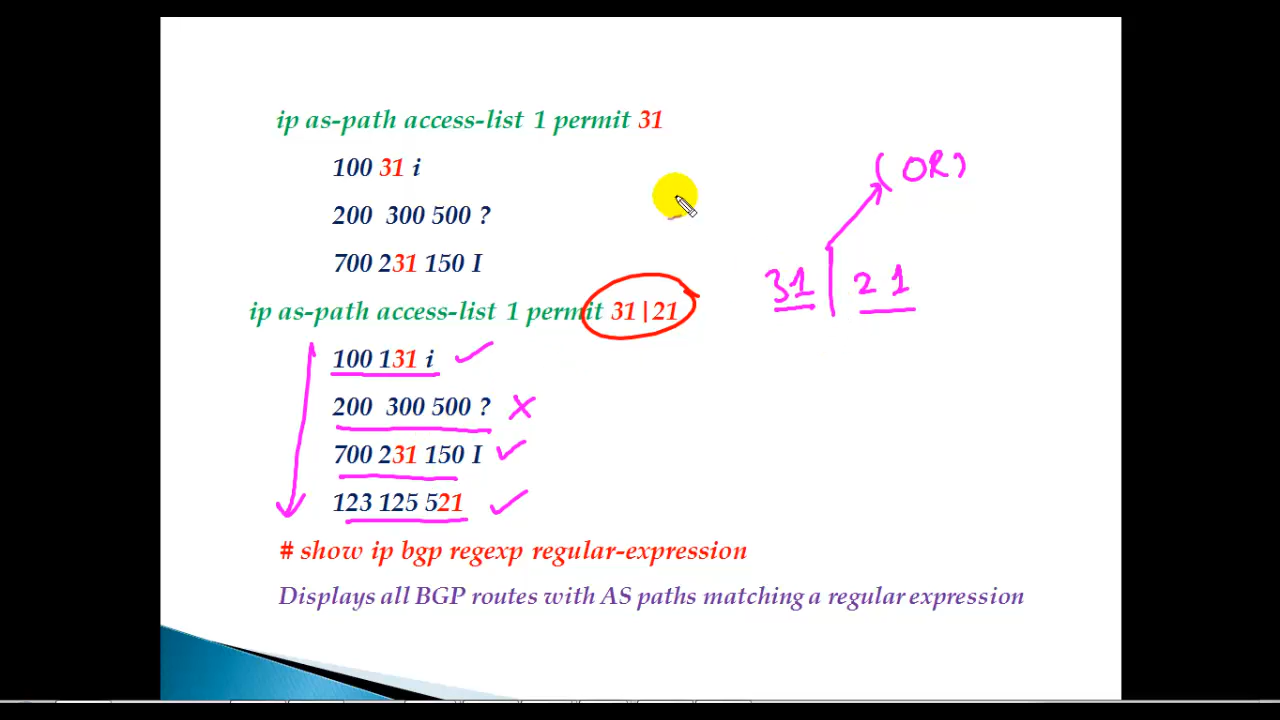 ip as-path access-list 1 permit 31
100 31 i
(OR)
200 300 500 ?
700 231 150 I
31 | 21
ip as-path access-list 1 permit 31|21
100 131 i
200 300 500 ?
700 231 150 I
123 125 521
# show ip bgp regexp regular-expression
Displays all BGP routes with AS paths matching a regular expression